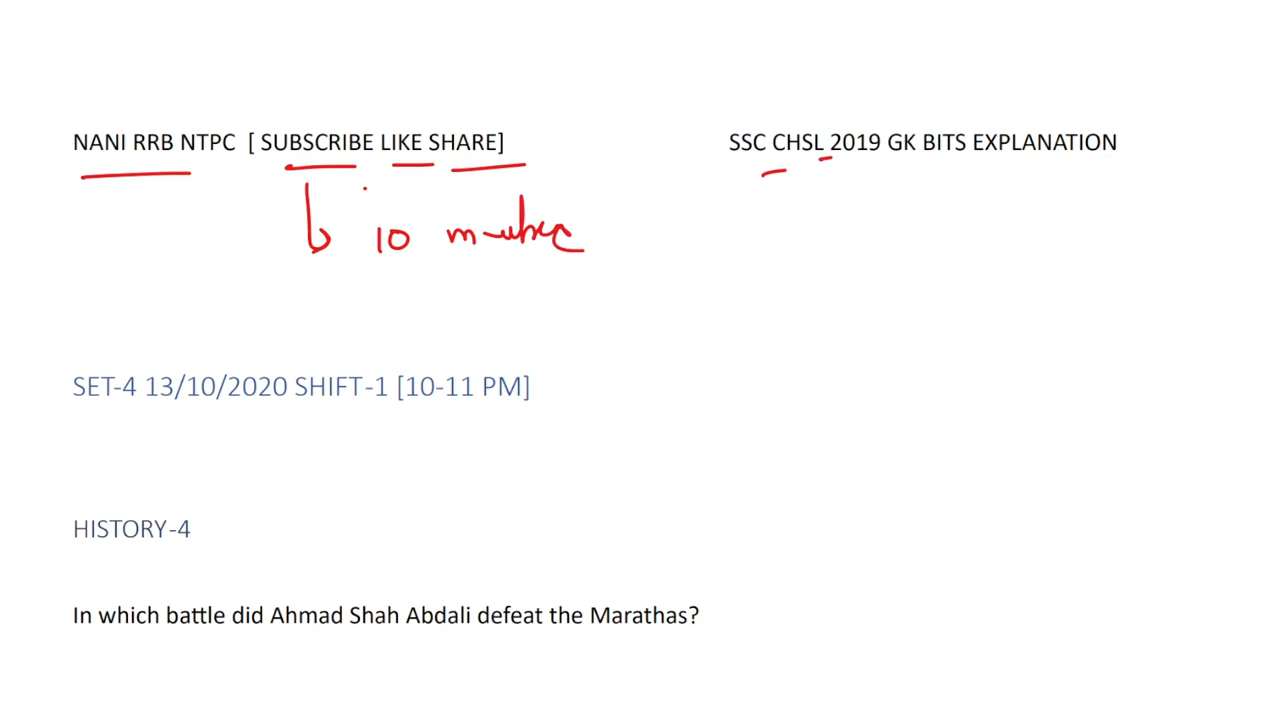 NANI RRB NTPC [ SUBSCRIBE LIKE SHARE] SSC CHSL 2019 GK BITS EXPLANATION
10
SET-4 13/10/2020 SHIFT-1 [10-11 PM]
HISTORY-4
In which battle did Ahmad Shah Abdali defeat the Marathas?